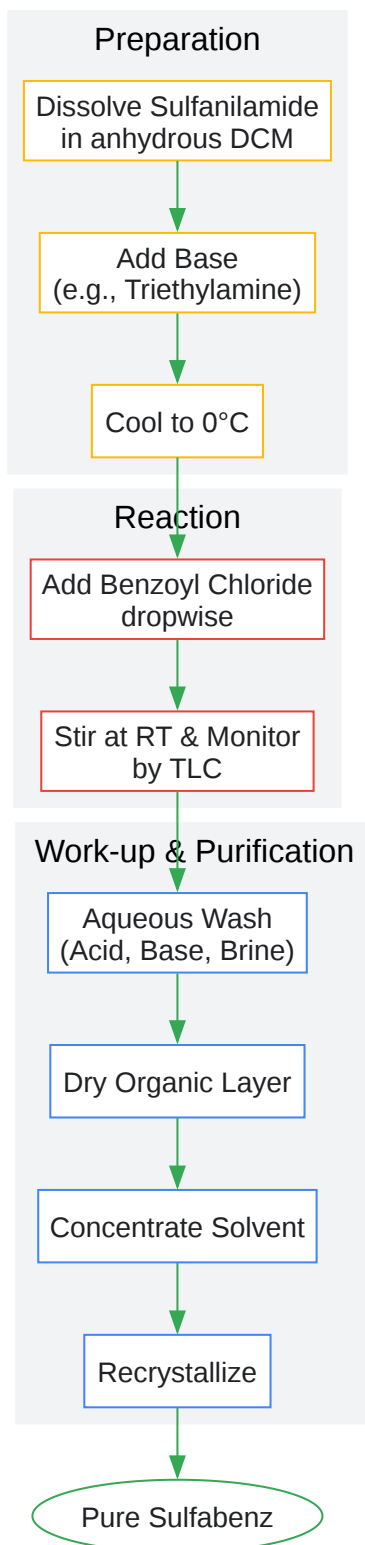 Preparation
Dissolve Sulfanilamide
in anhydrous DCM
Add Base
(e.g., Triethylamine)
Cool to 0°C
Reaction
Add Benzoyl Chloride
dropwise
Stir at RT & Monitor
by TLC
Work-up & Purification
Aqueous Wash
(Acid, Base, Brine)
Dry Organic Layer
Concentrate Solvent
Recrystallize
Pure Sulfabenz